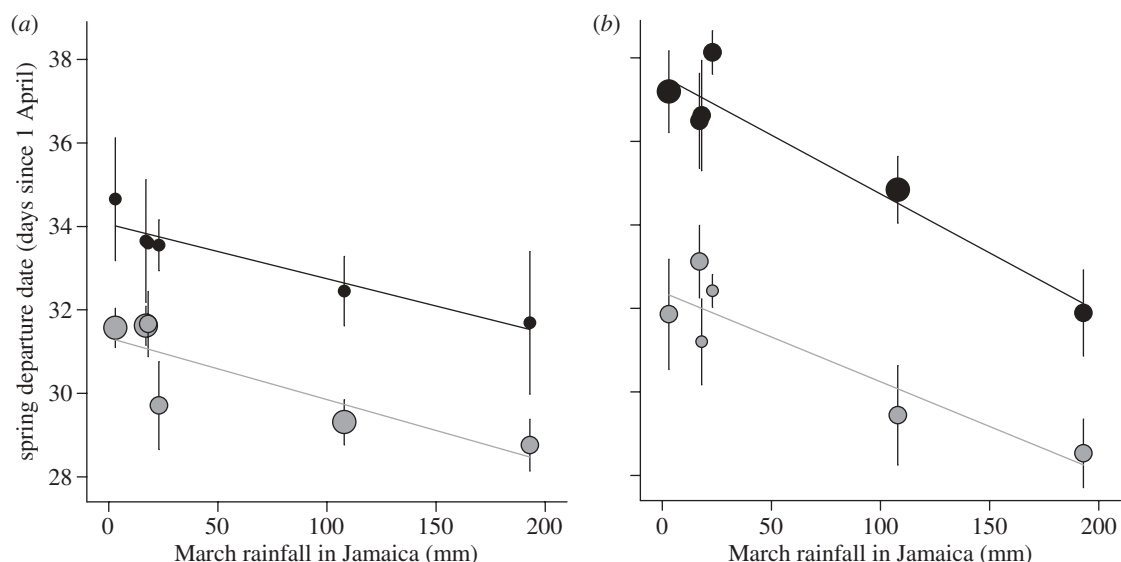 (a)
(b)
spring departure date (days since 1 April)
38
36
34
32
30
28
0 50 100 150 200
0 50 100 150 200
March rainfall in Jamaica (mm)
March rainfall in Jamaica (mm)